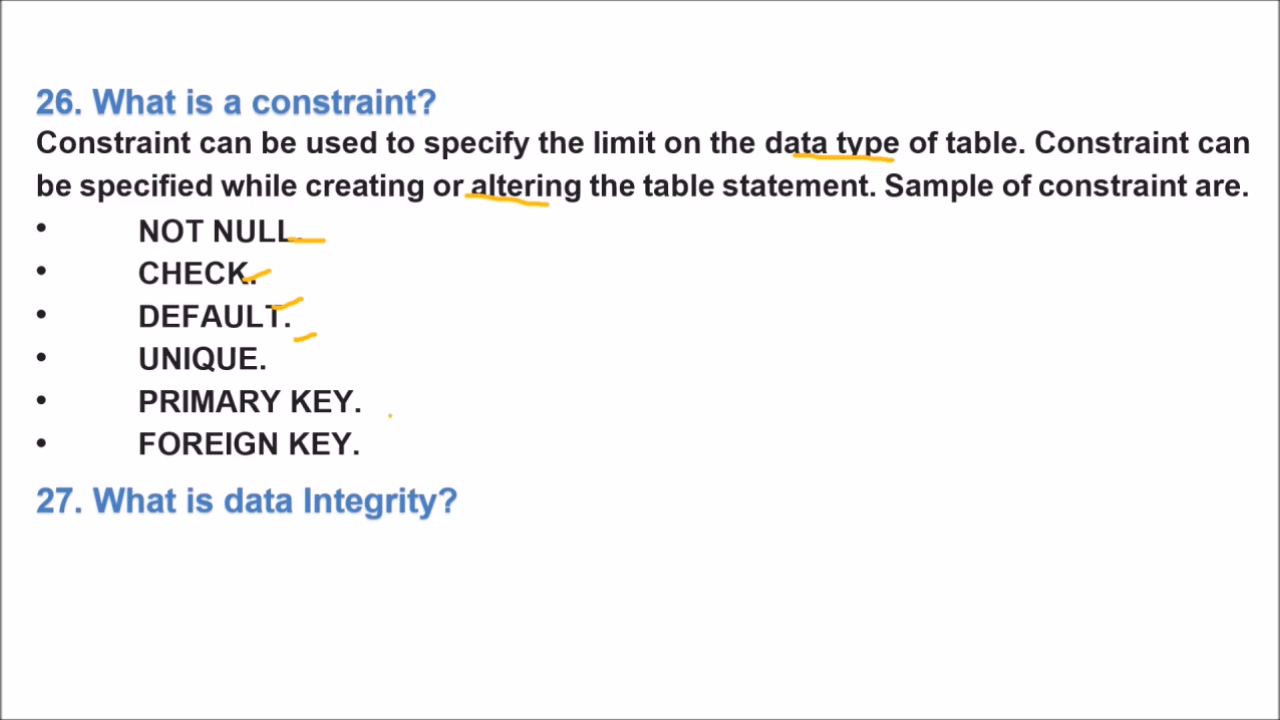 26. What is a constraint?
Constraint can be used to specify the limit on the data type of table. Constraint can
be specified while creating or altering the table statement. Sample of constraint are.
• NOT NULL.
• CHECK.
• DEFAULT.
• UNIQUE.
• PRIMARY KEY.
• FOREIGN KEY.
27. What is data Integrity?